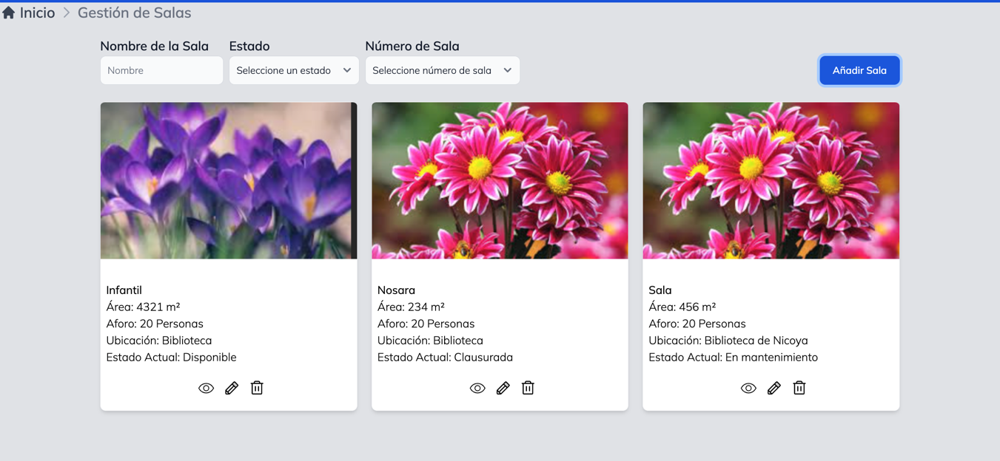 Inicio > Gestión de Salas
Nombre de la Sala Estado Número de Sala
Nombre Seleccione un estado Seleccione número de sala Añadir Sala
Infantil
Área: 4321 m²
Aforo: 20 Personas
Ubicación: Biblioteca
Estado Actual: Disponible
Nosara
Área: 234 m²
Aforo: 20 Personas
Ubicación: Biblioteca
Estado Actual: Clausurada
Sala
Área: 456 m²
Aforo: 20 Personas
Ubicación: Biblioteca de Nicoya
Estado Actual: En mantenimiento